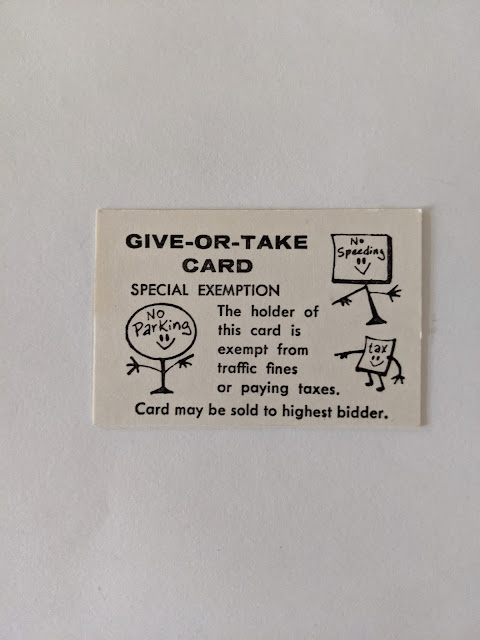 GIVE-OR-TAKE
CARD
SPECIAL EXEMPTION
No
Speeding
NO
Parking
The holder of
this card is
exempt from
traffic fines
or paying taxes.
tax
Card may be sold to highest bidder.